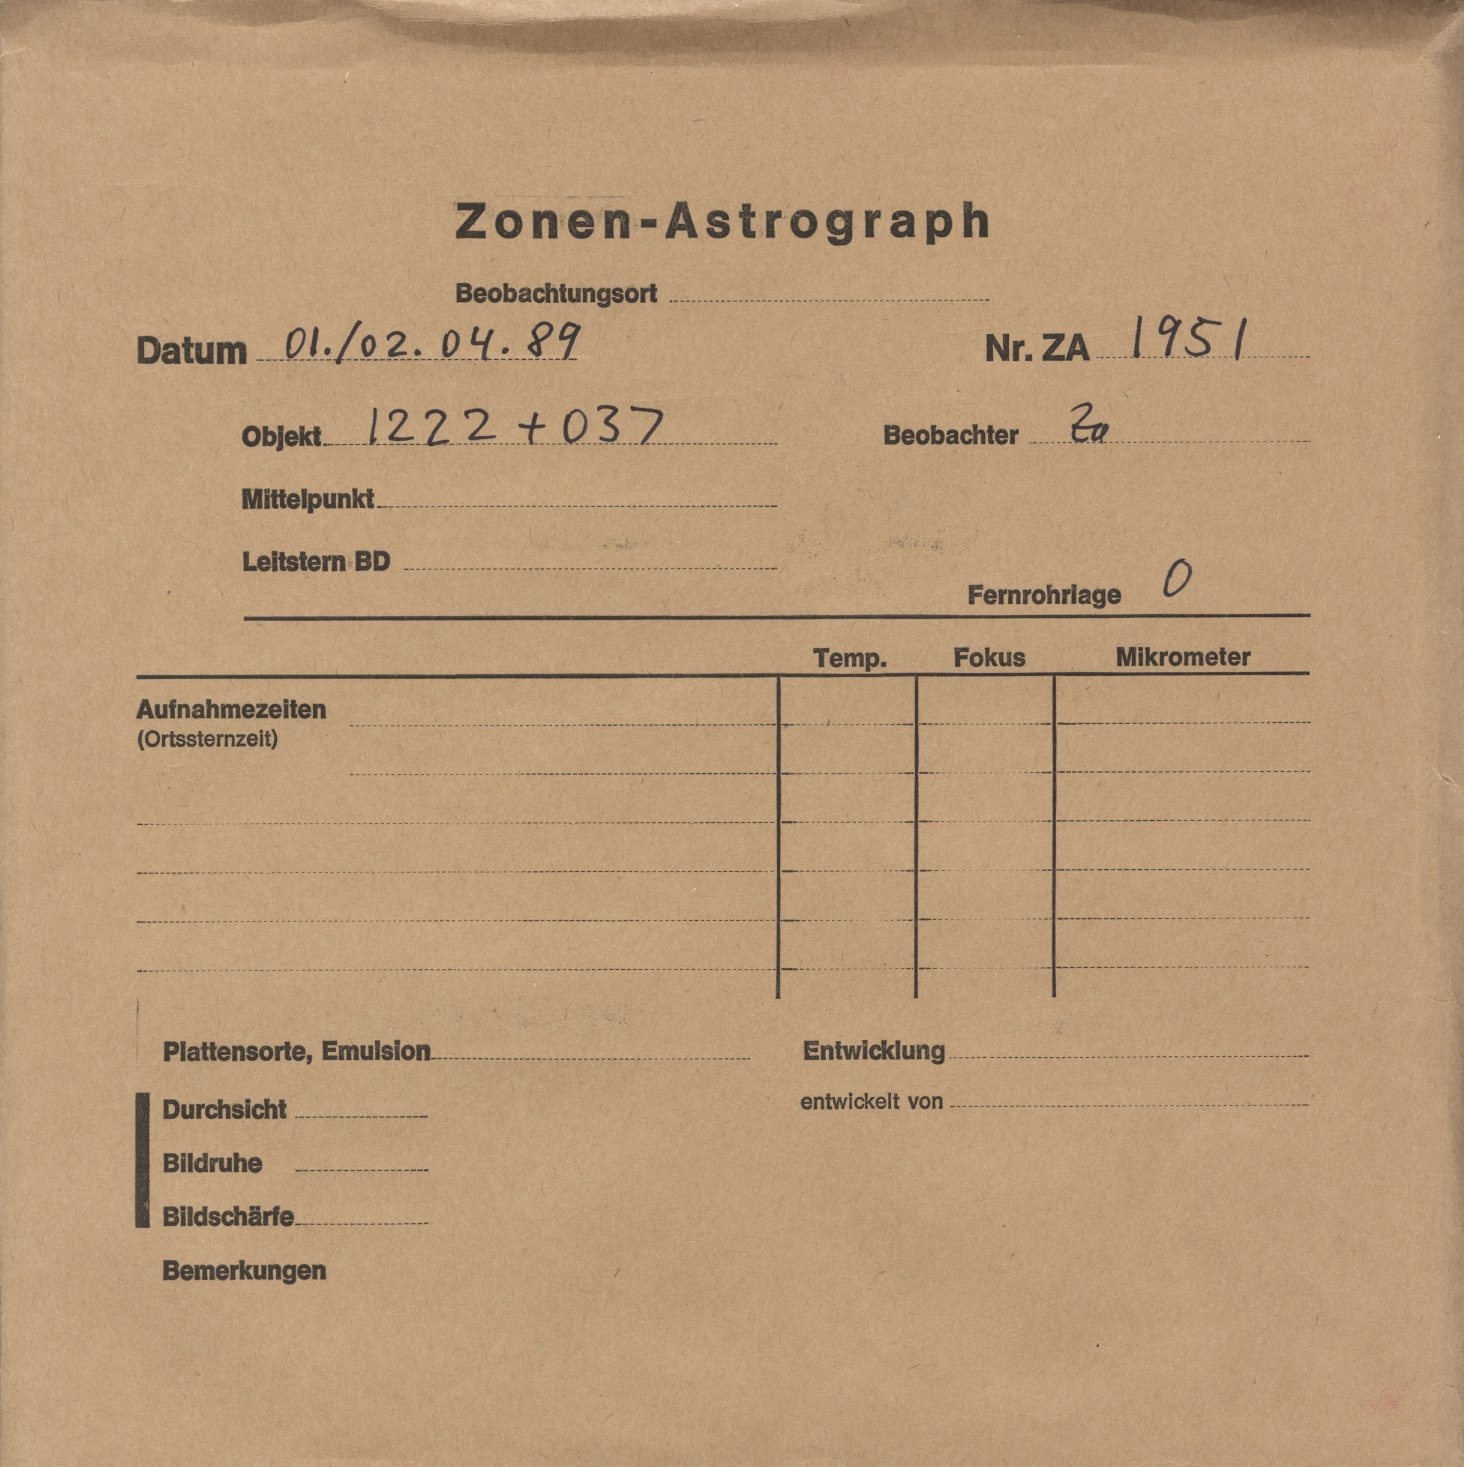 Zonen-Astrograph
Beobachtungsort
Datum 01./02. 04. 89 Nr. ZA 1951
Objekt 1222 + 037 Beobachter Za
Mittelpunkt
Leitstern BD
Fernrohrlage O
Temp. Fokus Mikrometer
Aufnahmezeiten
(Ortssternzeit)
Plattensorte, Emulsion Entwicklung
Durchsicht entwickelt von
Bildruhe
Bildschärfe
Bemerkungen